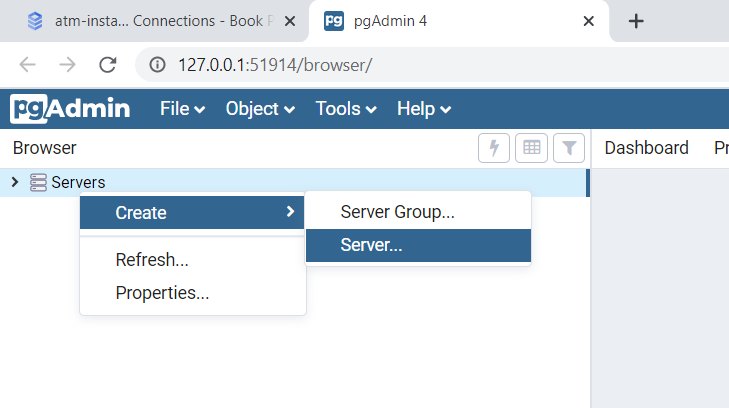 atm-insta... Connections - Book P
pgAdmin 4
127.0.0.1:51914/browser/
pgAdmin File Object Tools Help
Browser
Dashboard Pr
Servers
Create
Server Group...
Server...
Refresh...
Properties...